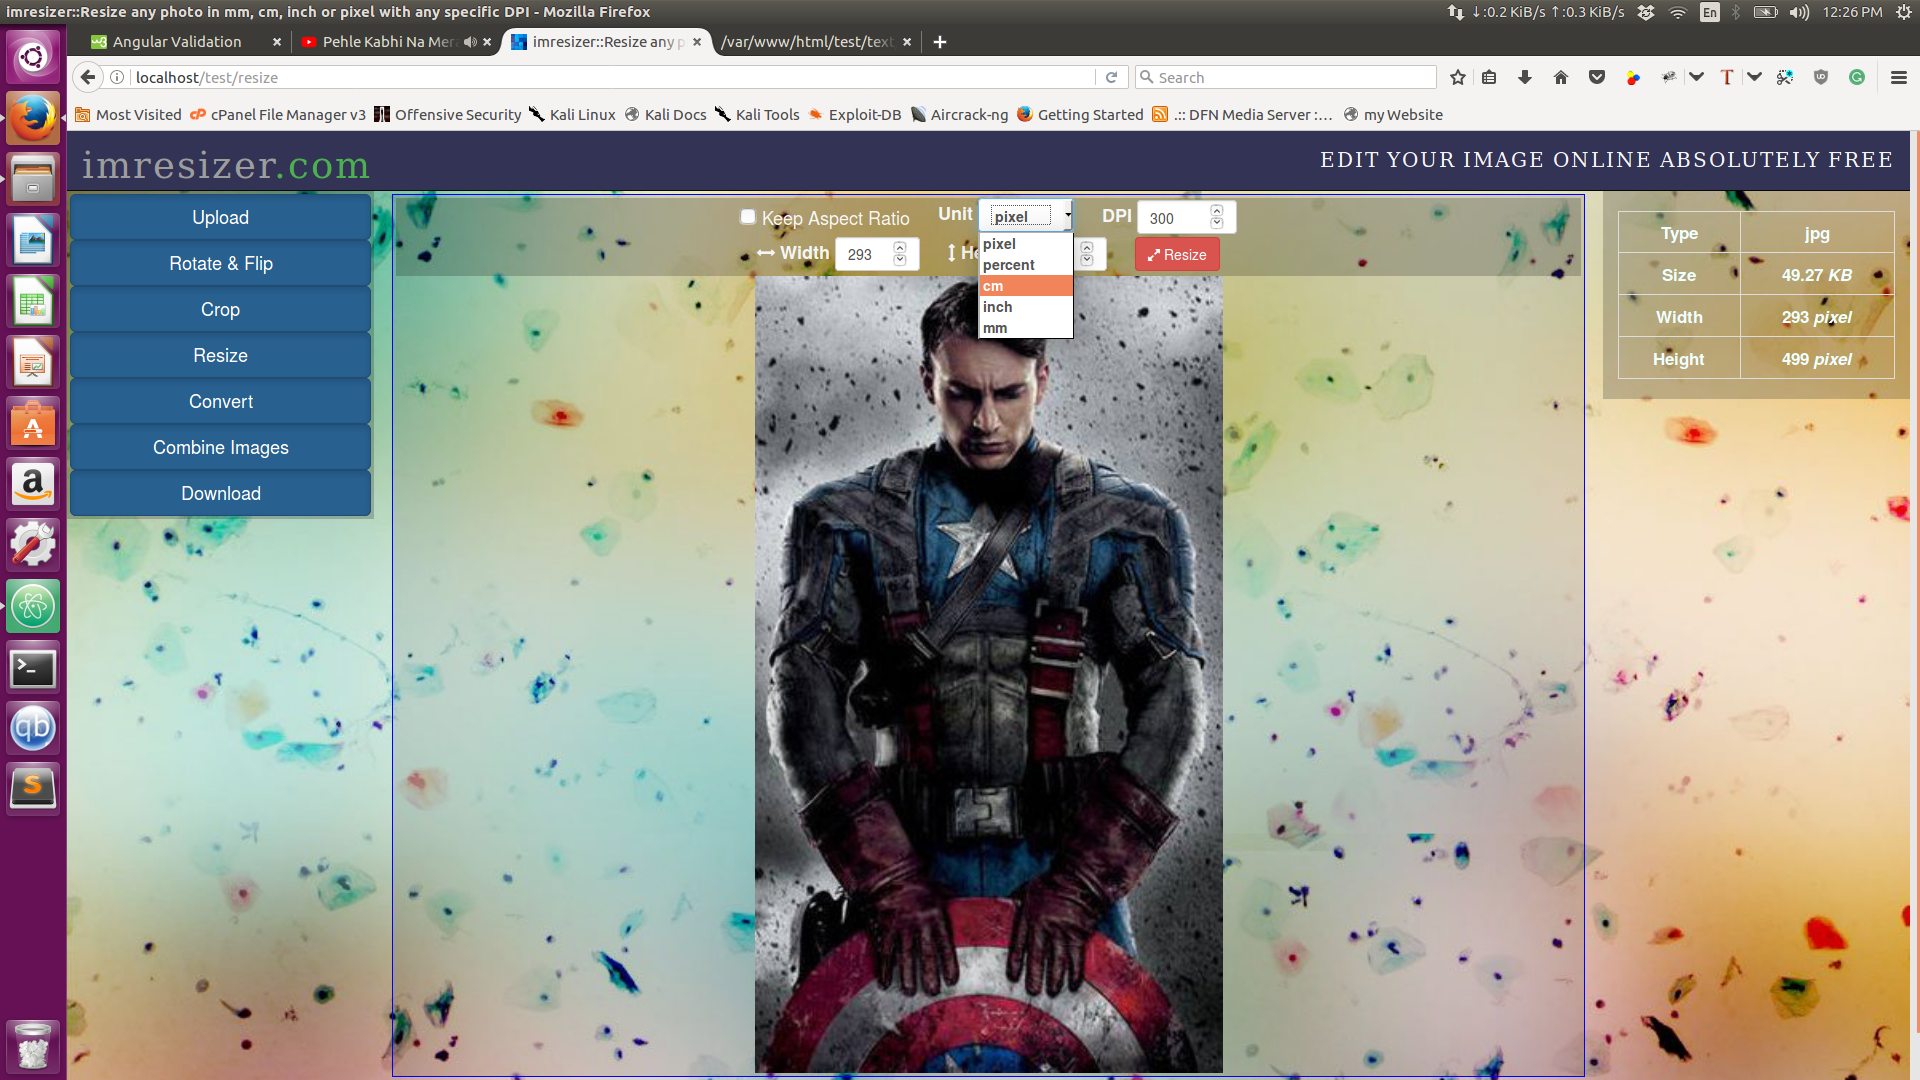 imresizer::Resize any photo in mm, cm, inch or pixel with any specific DPI - Mozilla Firefox
↓:0.2 KiB/s ↑:0.3 KiB/s En 12:26 PM
Angular Validation
Pehle Kabhi Na Mera
imresizer::Resize any p
/var/www/html/test/text
localhost/test/resize
Search
Most Visited cPanel File Manager v3 Offensive Security Kali Linux Kali Docs Kali Tools Exploit-DB Aircrack-ng Getting Started .:: DFN Media Server :... my Website
imresizer.com
EDIT YOUR IMAGE ONLINE ABSOLUTELY FREE
Upload
Rotate & Flip
Crop
Resize
Convert
Combine Images
Download
Keep Aspect Ratio Unit pixel DPI 300
Width 293 He Resize
pixel
percent
cm
inch
mm
Type jpg
Size 49.27 KB
Width 293 pixel
Height 499 pixel